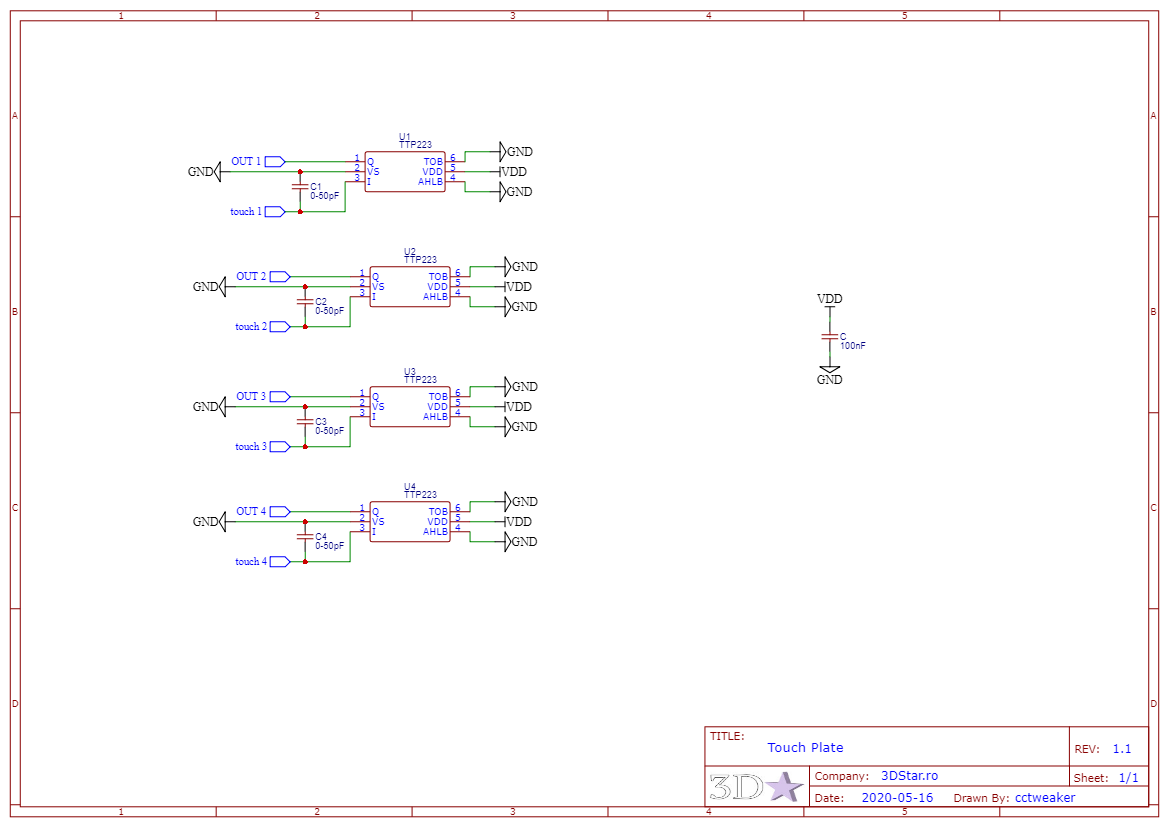 1 2 3 4 5
A A
U1
TTP223
OUT 1 1 Q TOB 6 GND
GND 2 VS VDD 5 VDD
3 I AHLB 4 GND
C1
0-50pF
touch 1
U2
TTP223
OUT 2 1 Q TOB 6 GND
GND 2 VS VDD 5 VDD
3 I AHLB 4 GND
C2
0-50pF
touch 2
VDD
C
100nF
GND
B B
U3
TTP223
OUT 3 1 Q TOB 6 GND
GND 2 VS VDD 5 VDD
3 I AHLB 4 GND
C3
0-50pF
touch 3
U4
TTP223
OUT 4 1 Q TOB 6 GND
GND 2 VS VDD 5 VDD
3 I AHLB 4 GND
C4
0-50pF
touch 4
C C
D D
TITLE:
Touch Plate
REV: 1.1
3D
Company: 3DStar.ro
Sheet: 1/1
Date: 2020-05-16 Drawn By: cctweaker
1 2 3 4 5